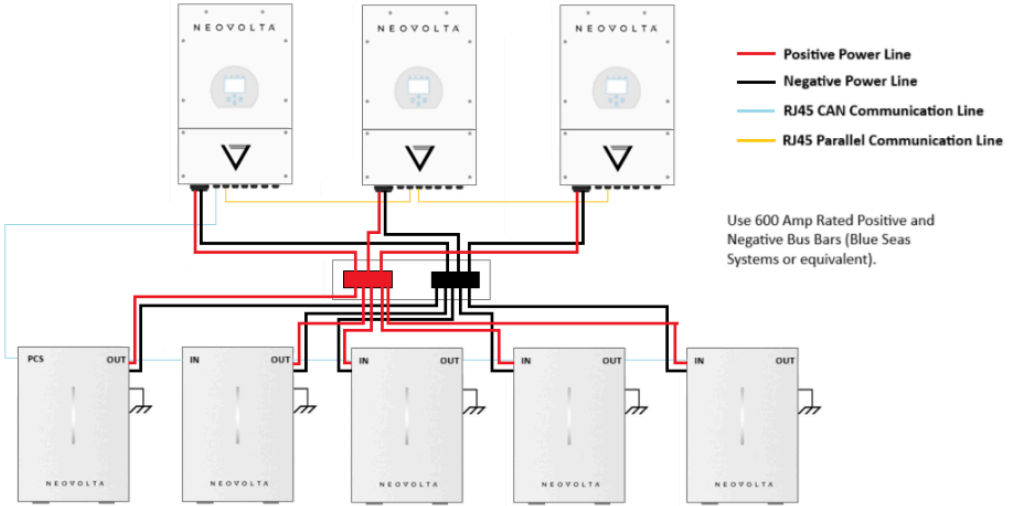 NEOVOLTA
NEOVOLTA
NEOVOLTA
Positive Power Line
Negative Power Line
RJ45 CAN Communication Line
RJ45 Parallel Communication Line
Use 600 Amp Rated Positive and
Negative Bus Bars (Blue Seas
Systems or equivalent).
PCS OUT
IN OUT
IN OUT
IN OUT
IN
NEOVOLTA
NEOVOLTA
NEOVOLTA
NEOVOLTA
NEOVOLTA